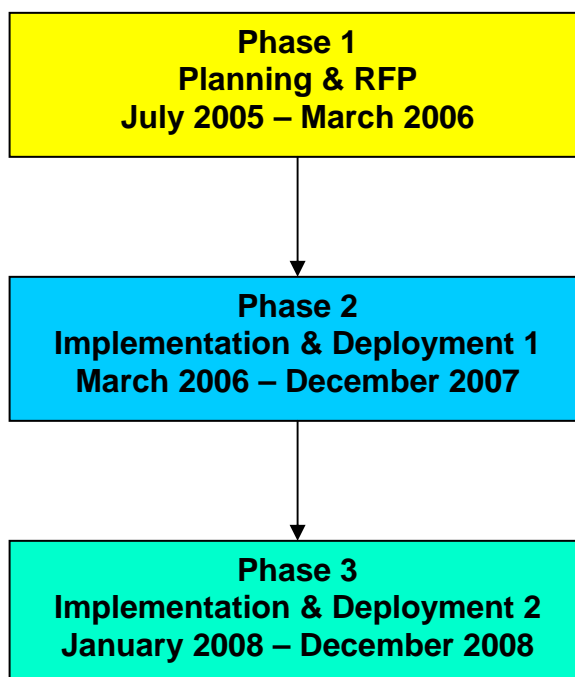 Phase 1
Planning & RFP
July 2005 – March 2006
Phase 2
Implementation & Deployment 1
March 2006 – December 2007
Phase 3
Implementation & Deployment 2
January 2008 – December 2008